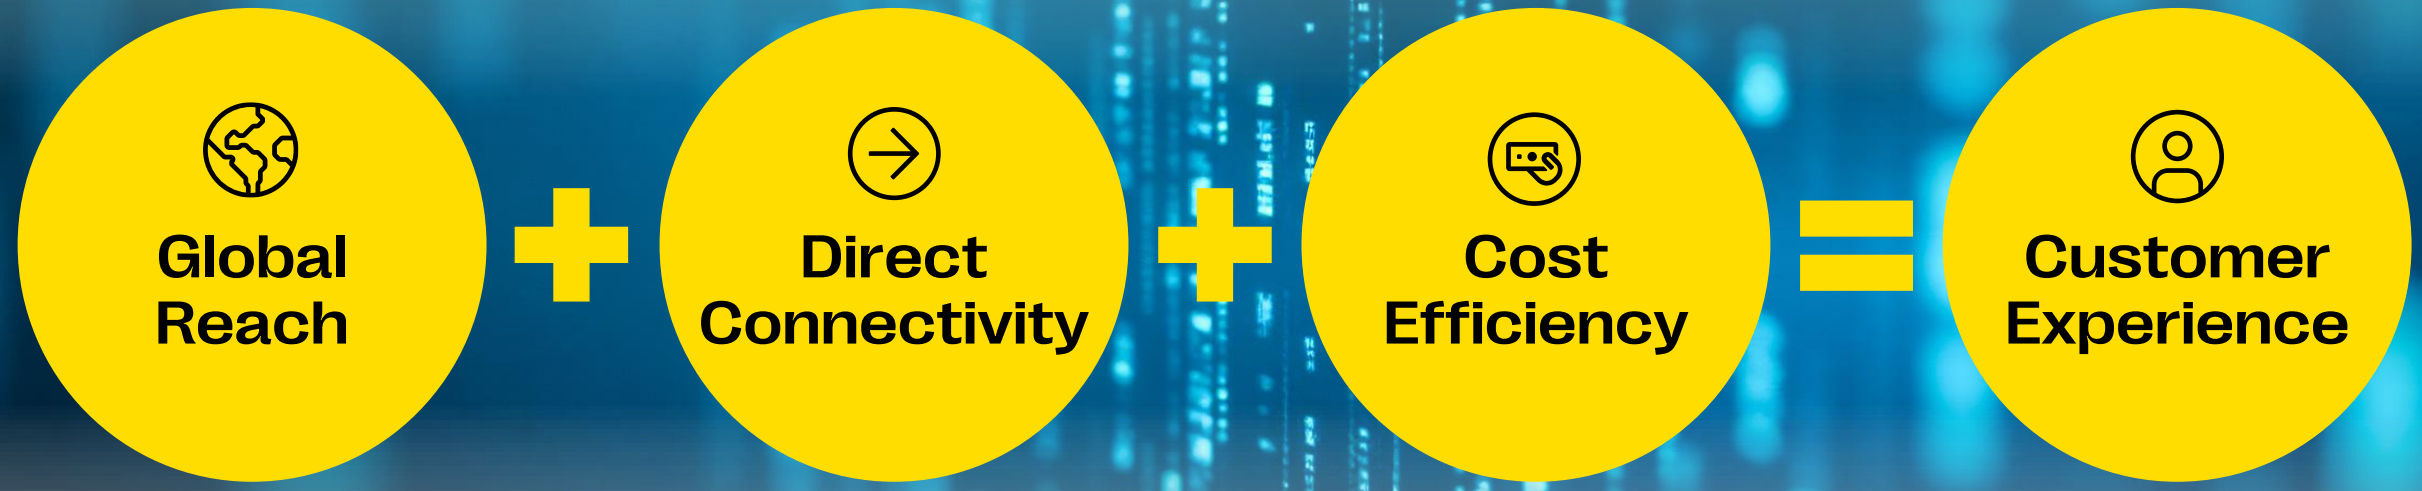 Global
Reach
+
Direct
Connectivity
+
Cost
Efficiency
=
Customer
Experience